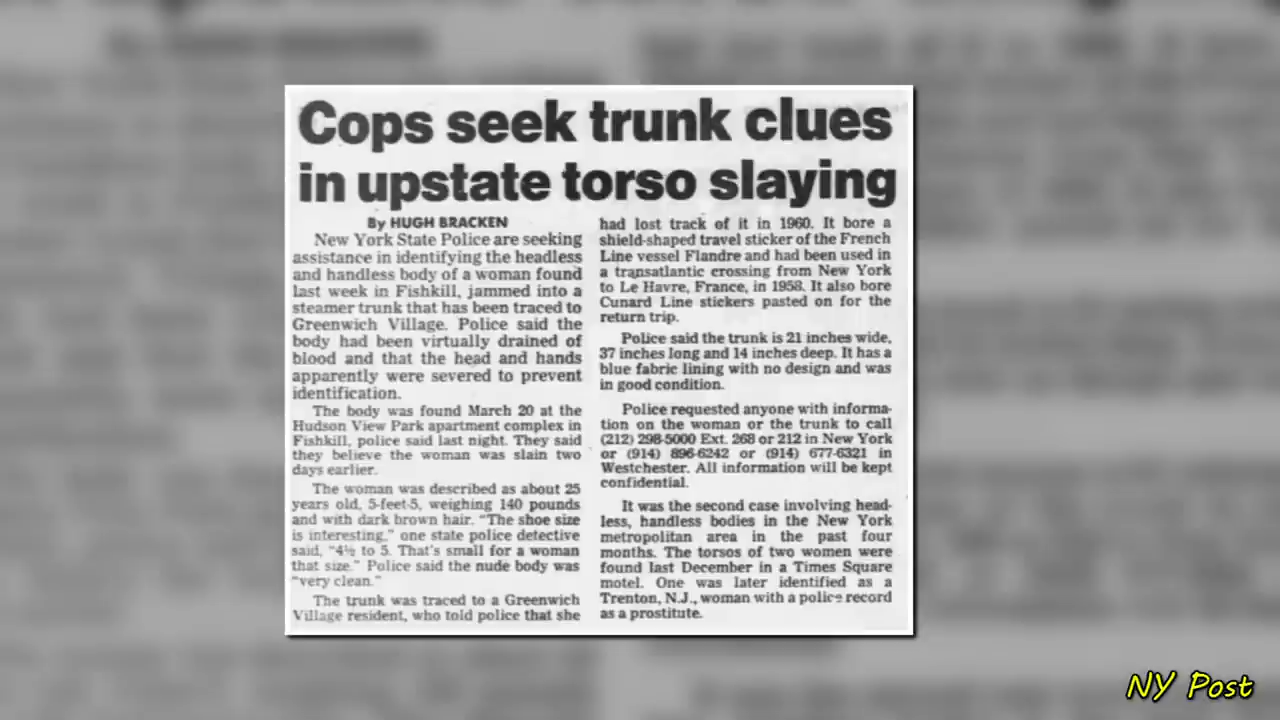 Cops seek trunk clues
in upstate torso slaying
By HUGH BRACKEN
New York State Police are seeking
assistance in identifying the headless
and handless body of a woman found
last week in Fishkill, jammed into a
steamer trunk that has been traced to
Greenwich Village. Police said the
body had been virtually drained of
blood and that the head and hands
apparently were severed to prevent
identification.
The body was found March 20 at the
Hudson View Park apartment complex in
Fishkill, police said last night. They said
they believe the woman was slain two
days earlier.
The woman was described as about 25
years old, 5-feet-5, weighing 140 pounds
and with dark brown hair. “The shoe size
is interesting,” one state police detective
said, “4½ to 5. That's small for a woman
that size.” Police said the nude body was
“very clean.”
The trunk was traced to a Greenwich
Village resident, who told police that she
had lost track of it in 1960. It bore a
shield-shaped travel sticker of the French
Line vessel Flandre and had been used in
a transatlantic crossing from New York
to Le Havre, France, in 1958. It also bore
Cunard Line stickers pasted on for the
return trip.
Police said the trunk is 21 inches wide,
37 inches long and 14 inches deep. It has a
blue fabric lining with no design and was
in good condition.
Police requested anyone with informa-
tion on the woman or the trunk to call
(212) 298-5000 Ext. 268 or 212 in New York
or (914) 896-6242 or (914) 677-6321 in
Westchester. All information will be kept
confidential.
It was the second case involving head-
less, handless bodies in the New York
metropolitan area in the past four
months. The torsos of two women were
found last December in a Times Square
motel. One was later identified as a
Trenton, N.J., woman with a police record
as a prostitute.
NY Post